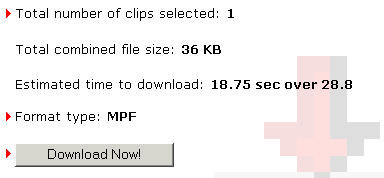 Total number of clips selected: 1
Total combined file size: 36 KB
Estimated time to download: 18.75 sec over 28.8
Format type: MPF
Download Now!